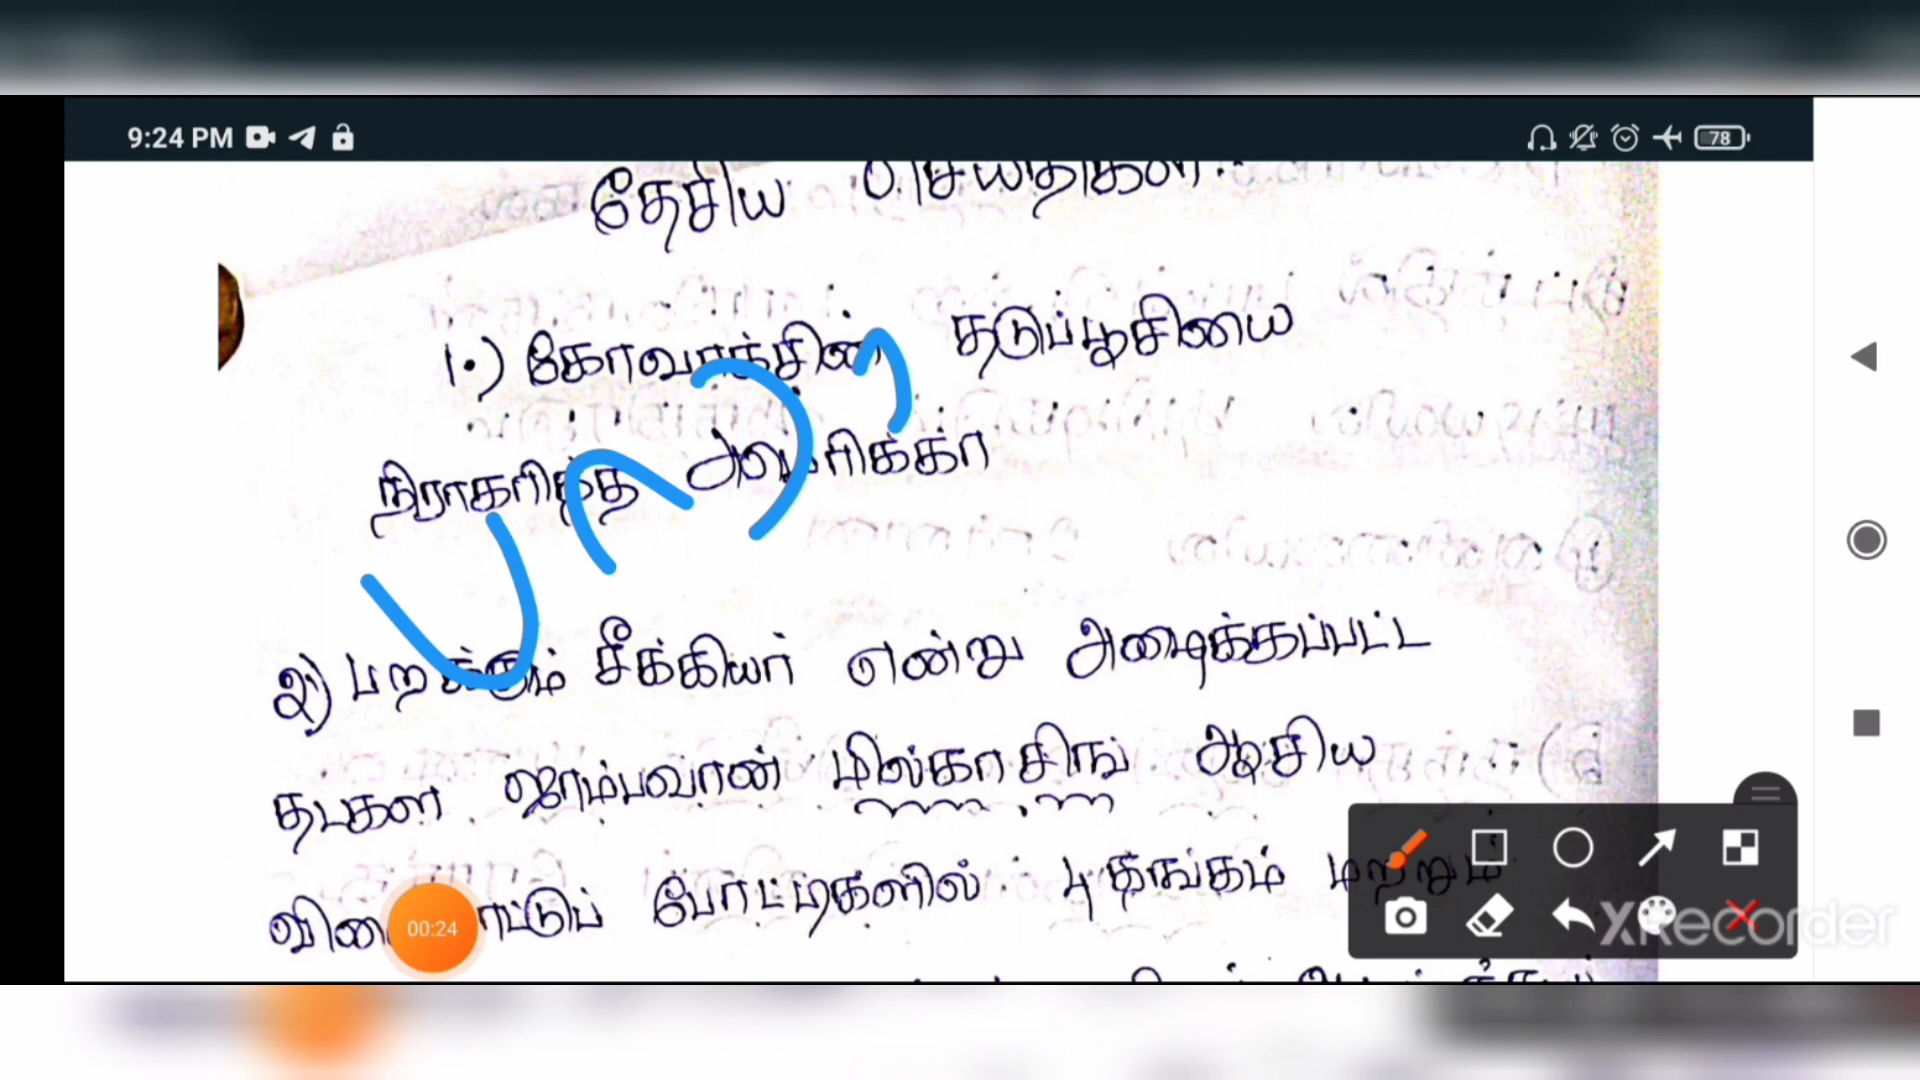 9:24 PM
78
தேசிய செய்திகள்.
1.) கோவாக்சின் தடுப்பூசியை
நிராகரித்த அமெரிக்கா
2) பறக்கும் சீக்கியர் என்று அழைக்கப்பட்ட
தடகள ஜாம்பவான் மில்கா சிங் ஆசிய
போட்டிகளில் 4 தங்கம் மற்றும்
00:24
XRecorder